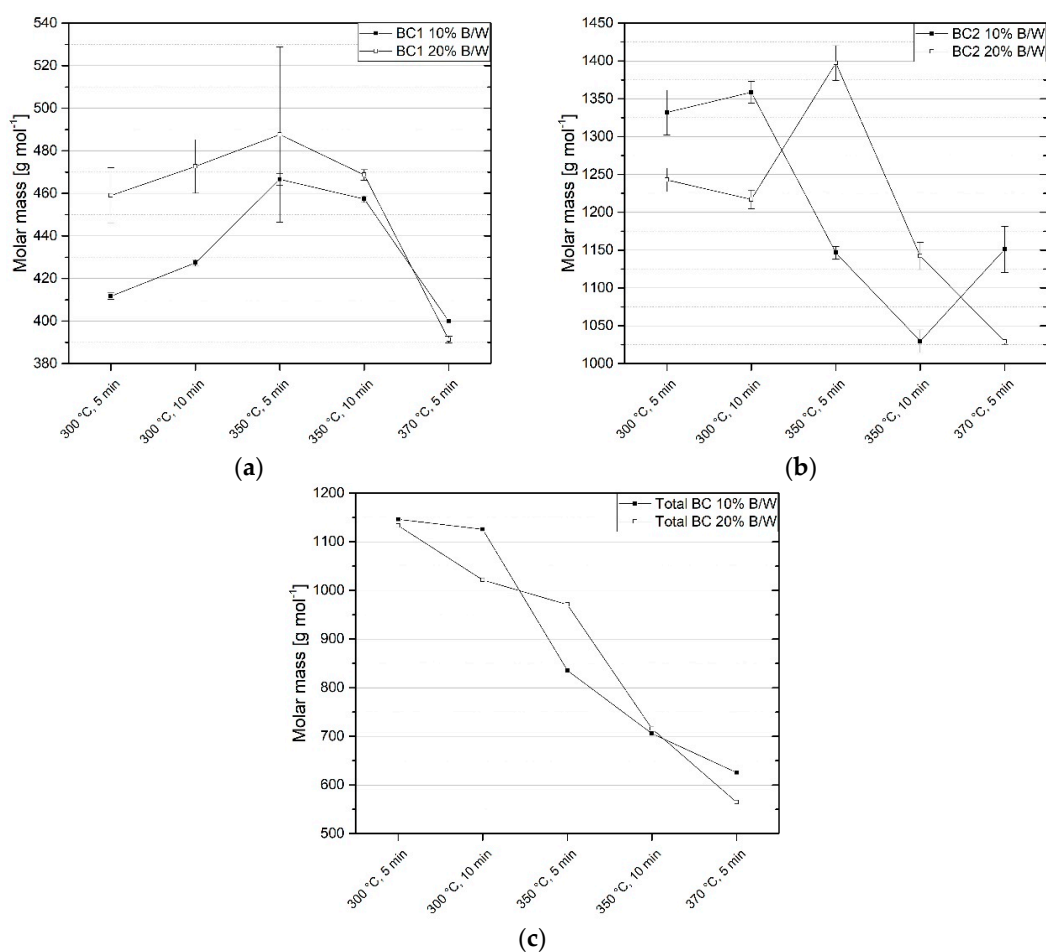 540
520
500
480
460
440
420
400
380
Molar mass [g mol⁻¹]
BC1 10% B/W
BC1 20% B/W
300 °C, 5 min
300 °C, 10 min
350 °C, 5 min
350 °C, 10 min
370 °C, 5 min
(a)
1450
1400
1350
1300
1250
1200
1150
1100
1050
1000
Molar mass [g mol⁻¹]
BC2 10% B/W
BC2 20% B/W
300 °C, 5 min
300 °C, 10 min
350 °C, 5 min
350 °C, 10 min
370 °C, 5 min
(b)
1200
1100
1000
900
800
700
600
500
Molar mass [g mol⁻¹]
Total BC 10% B/W
Total BC 20% B/W
300 °C, 5 min
300 °C, 10 min
350 °C, 5 min
350 °C, 10 min
370 °C, 5 min
(c)